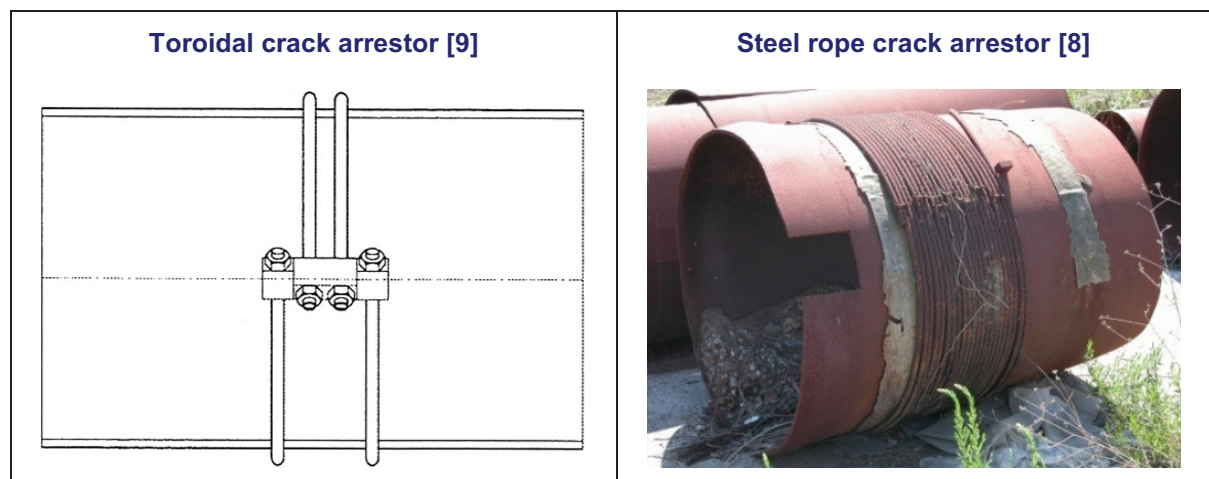 Toroidal crack arrestor [9]
Steel rope crack arrestor [8]